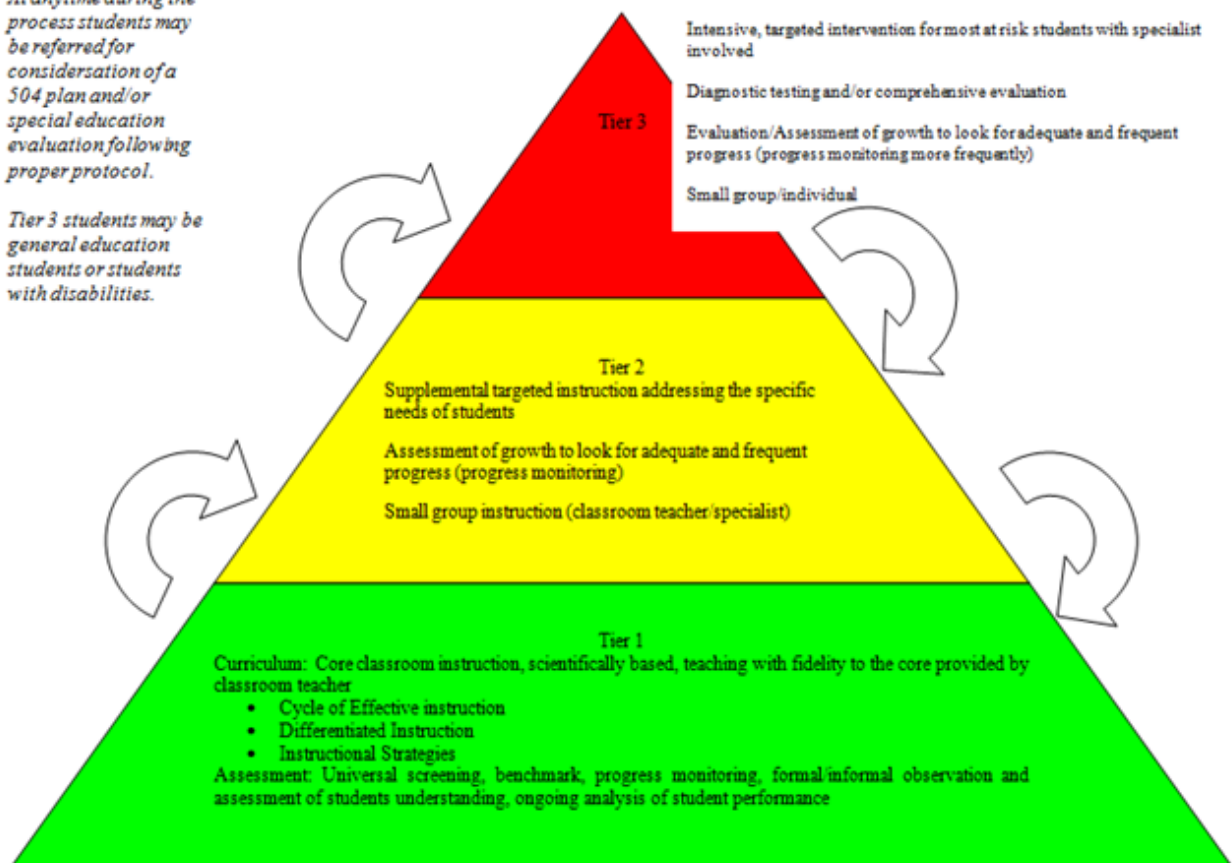 At anytime during the
process students may
be referred for
considersation of a
504 plan and/or
special education
evaluation following
proper protocol.
Tier 3 students may be
general education
students or students
with disabilities.
Tier 3
Intensive, targeted intervention for most at risk students with specialist
involved
Diagnostic testing and/or comprehensive evaluation
Evaluation/Assessment of growth to look for adequate and frequent
progress (progress monitoring more frequently)
Small group/individual
Tier 2
Supplemental targeted instruction addressing the specific
needs of students
Assessment of growth to look for adequate and frequent
progress (progress monitoring)
Small group instruction (classroom teacher/specialist)
Tier 1
Curriculum: Core classroom instruction, scientifically based, teaching with fidelity to the core provided by
classroom teacher
• Cycle of Effective instruction
• Differentiated Instruction
• Instructional Strategies
Assessment: Universal screening, benchmark, progress monitoring, formal/informal observation and
assessment of students understanding, ongoing analysis of student performance